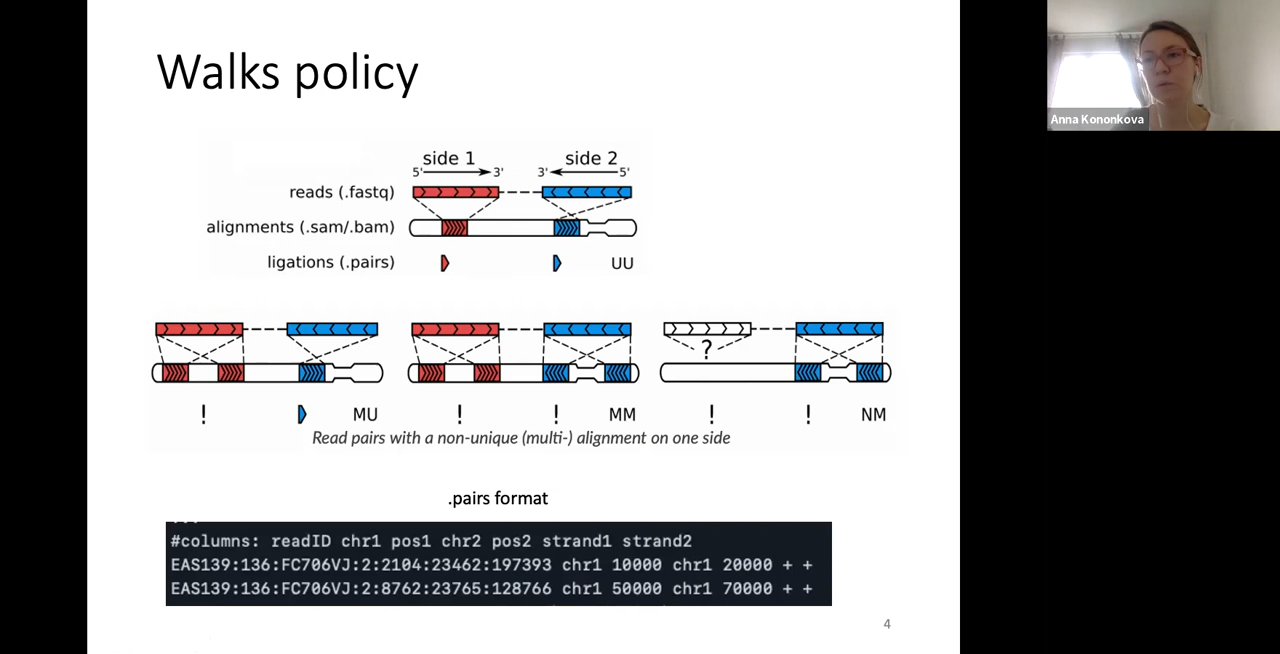 Walks policy
side 1 side 2
5' 3' 3' 5'
reads (.fastq)
alignments (.sam/.bam)
ligations (.pairs) UU
?
! MU ! ! MM ! ! NM
Read pairs with a non-unique (multi-) alignment on one side
.pairs format
#columns: readID chr1 pos1 chr2 pos2 strand1 strand2
EAS139:136:FC706VJ:2:2104:23462:197393 chr1 10000 chr1 20000 + +
EAS139:136:FC706VJ:2:8762:23765:128766 chr1 50000 chr1 70000 + +
4
Anna Kononkova